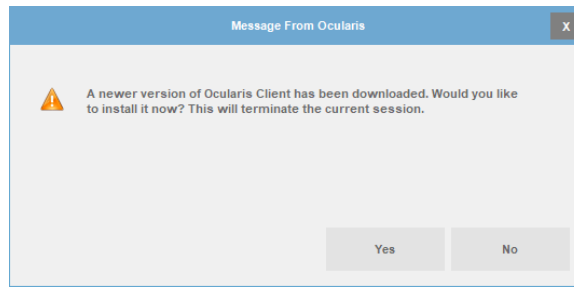 Message From Ocularis
X
A newer version of Ocularis Client has been downloaded. Would you like
to install it now? This will terminate the current session.
Yes
No